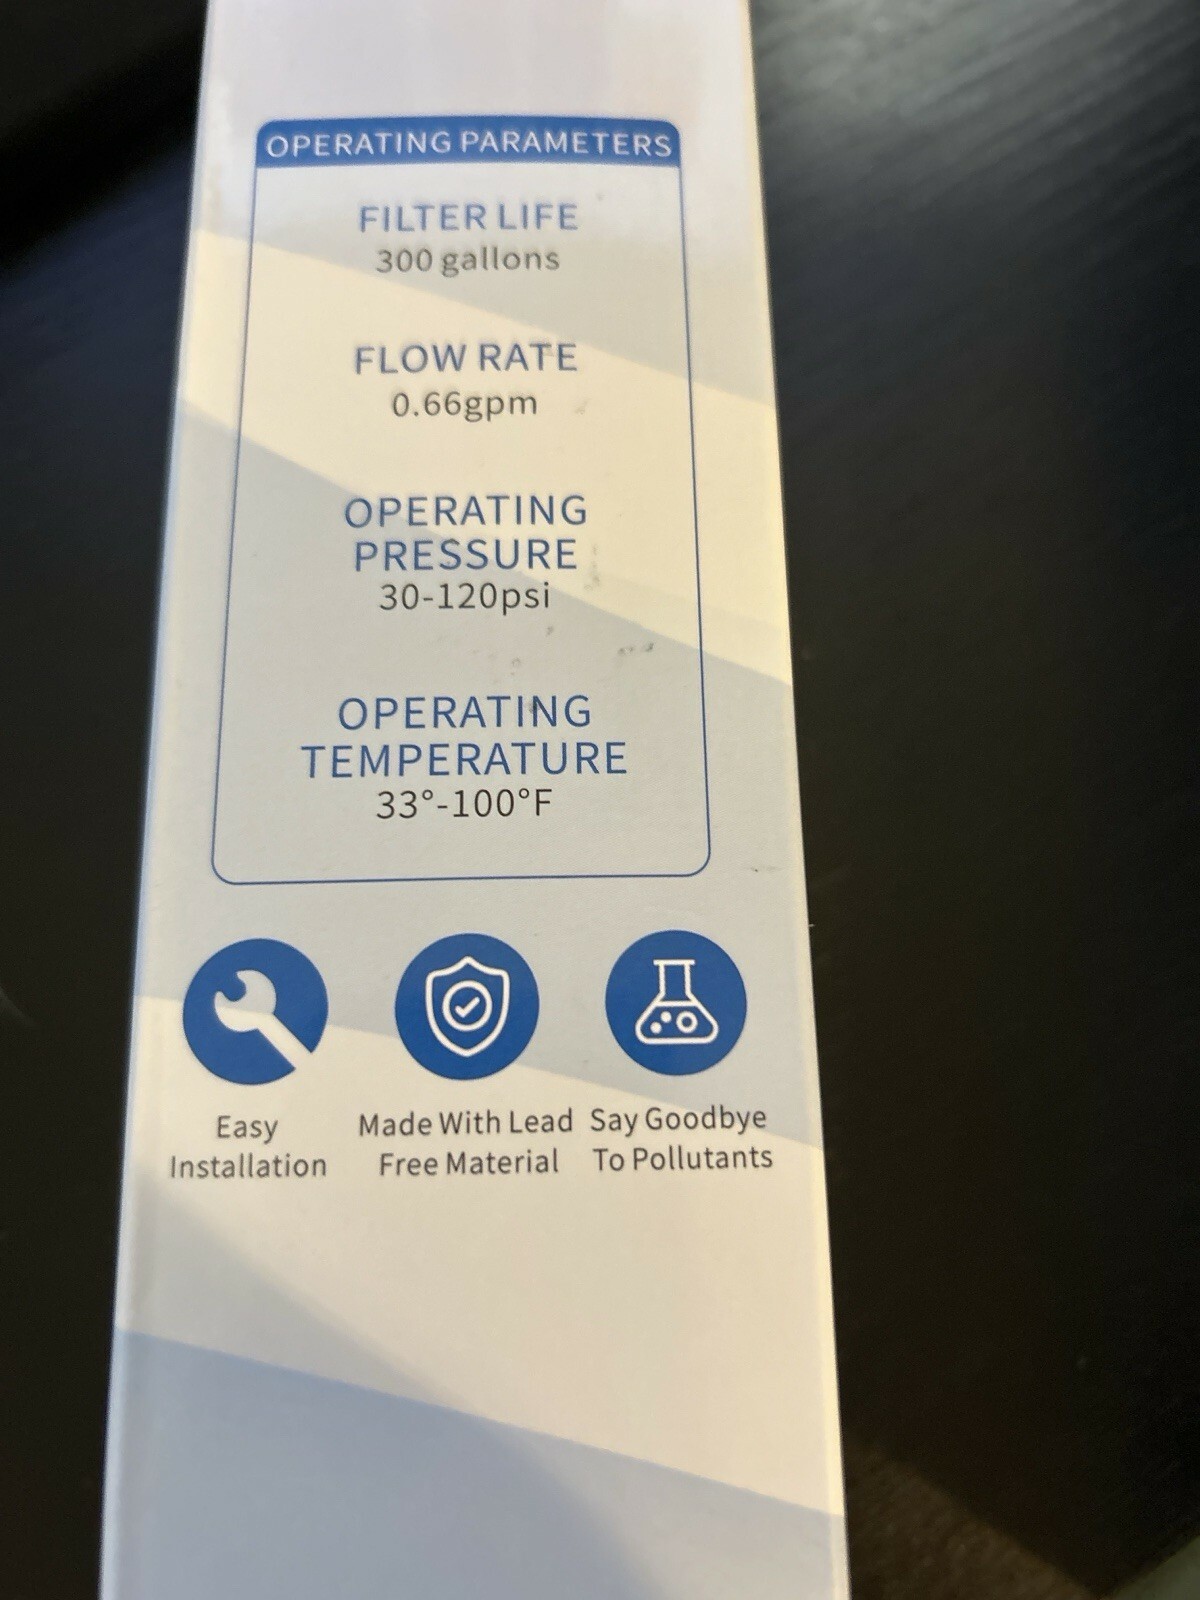 OPERATING PARAMETERS
FILTER LIFE
300 gallons
FLOW RATE
0.66gpm
OPERATING
PRESSURE
30-120psi
OPERATING
TEMPERATURE
33°-100°F
Easy
Installation
Made With Lead
Free Material
Say Goodbye
To Pollutants